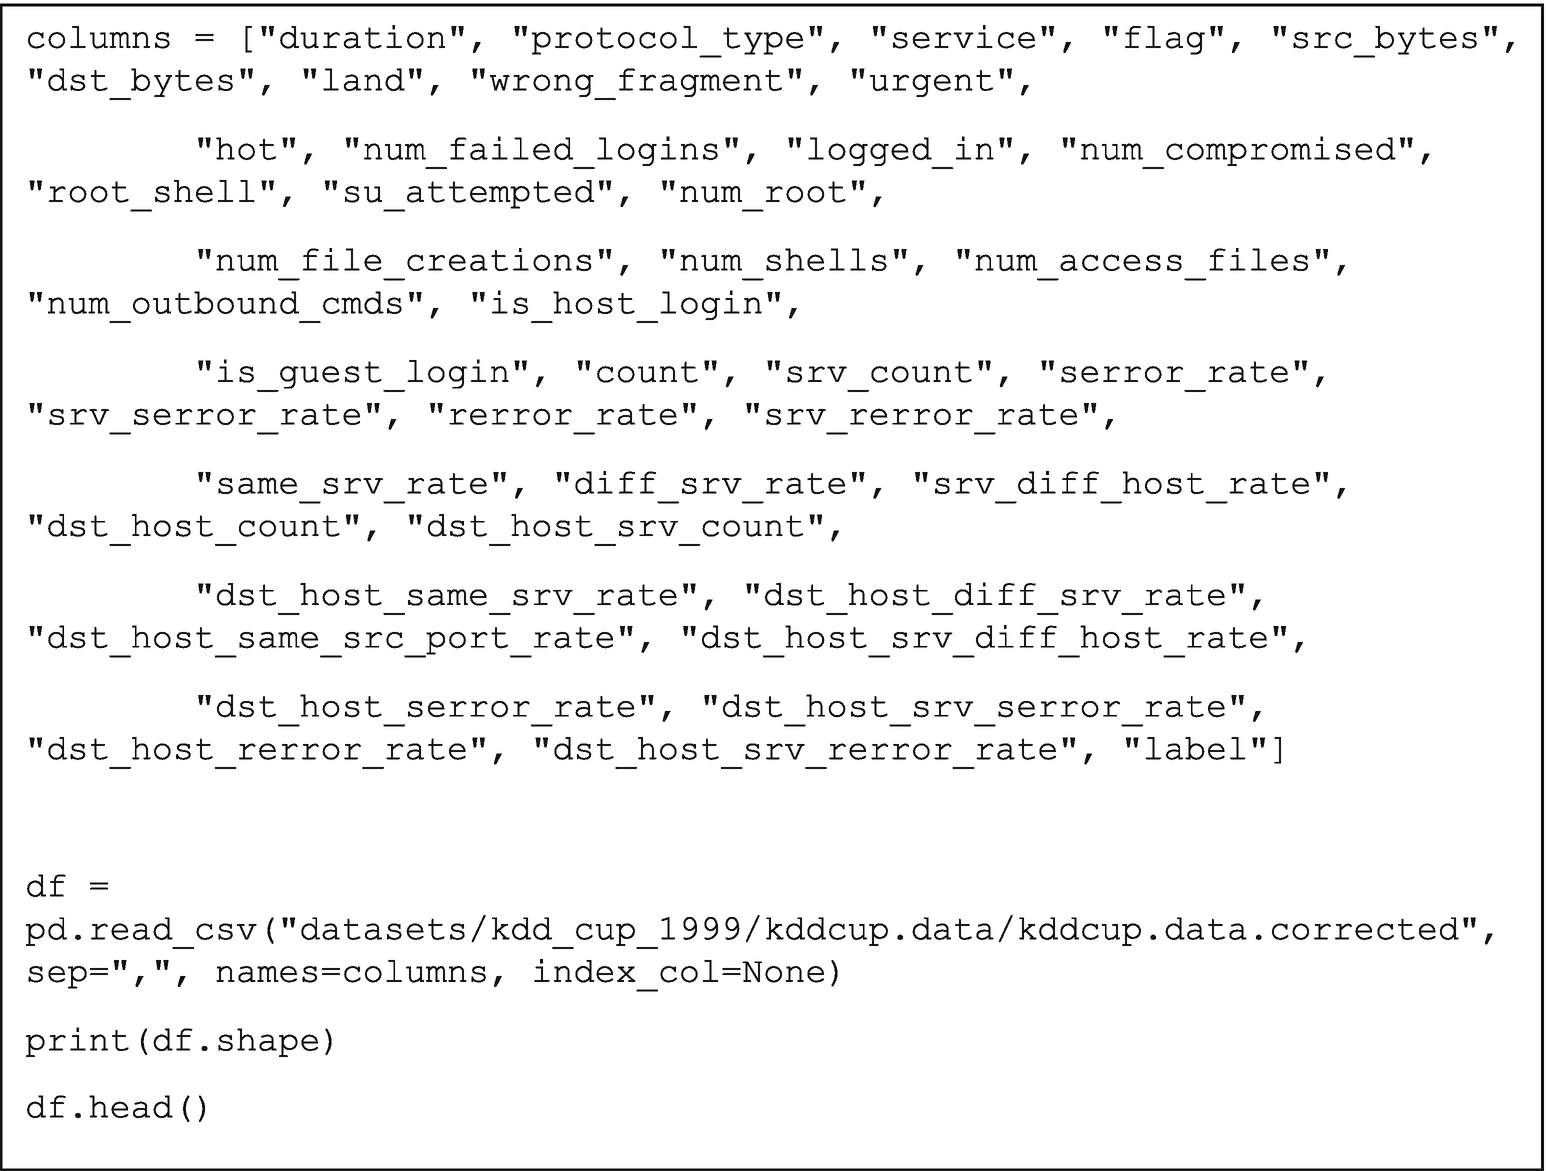 columns = ["duration", "protocol_type", "service", "flag", "src_bytes",
"dst_bytes", "land", "wrong_fragment", "urgent",
"hot", "num_failed_logins", "logged_in", "num_compromised",
"root_shell", "su_attempted", "num_root",
"num_file_creations", "num_shells", "num_access_files",
"num_outbound_cmds", "is_host_login",
"is_guest_login", "count", "srv_count", "serror_rate",
"srv_serror_rate", "rerror_rate", "srv_rerror_rate",
"same_srv_rate", "diff_srv_rate", "srv_diff_host_rate",
"dst_host_count", "dst_host_srv_count",
"dst_host_same_srv_rate", "dst_host_diff_srv_rate",
"dst_host_same_src_port_rate", "dst_host_srv_diff_host_rate",
"dst_host_serror_rate", "dst_host_srv_serror_rate",
"dst_host_rerror_rate", "dst_host_srv_rerror_rate", "label"]
df =
pd.read_csv("datasets/kdd_cup_1999/kddcup.data/kddcup.data.corrected",
sep=",", names=columns, index_col=None)
print(df.shape)
df.head()